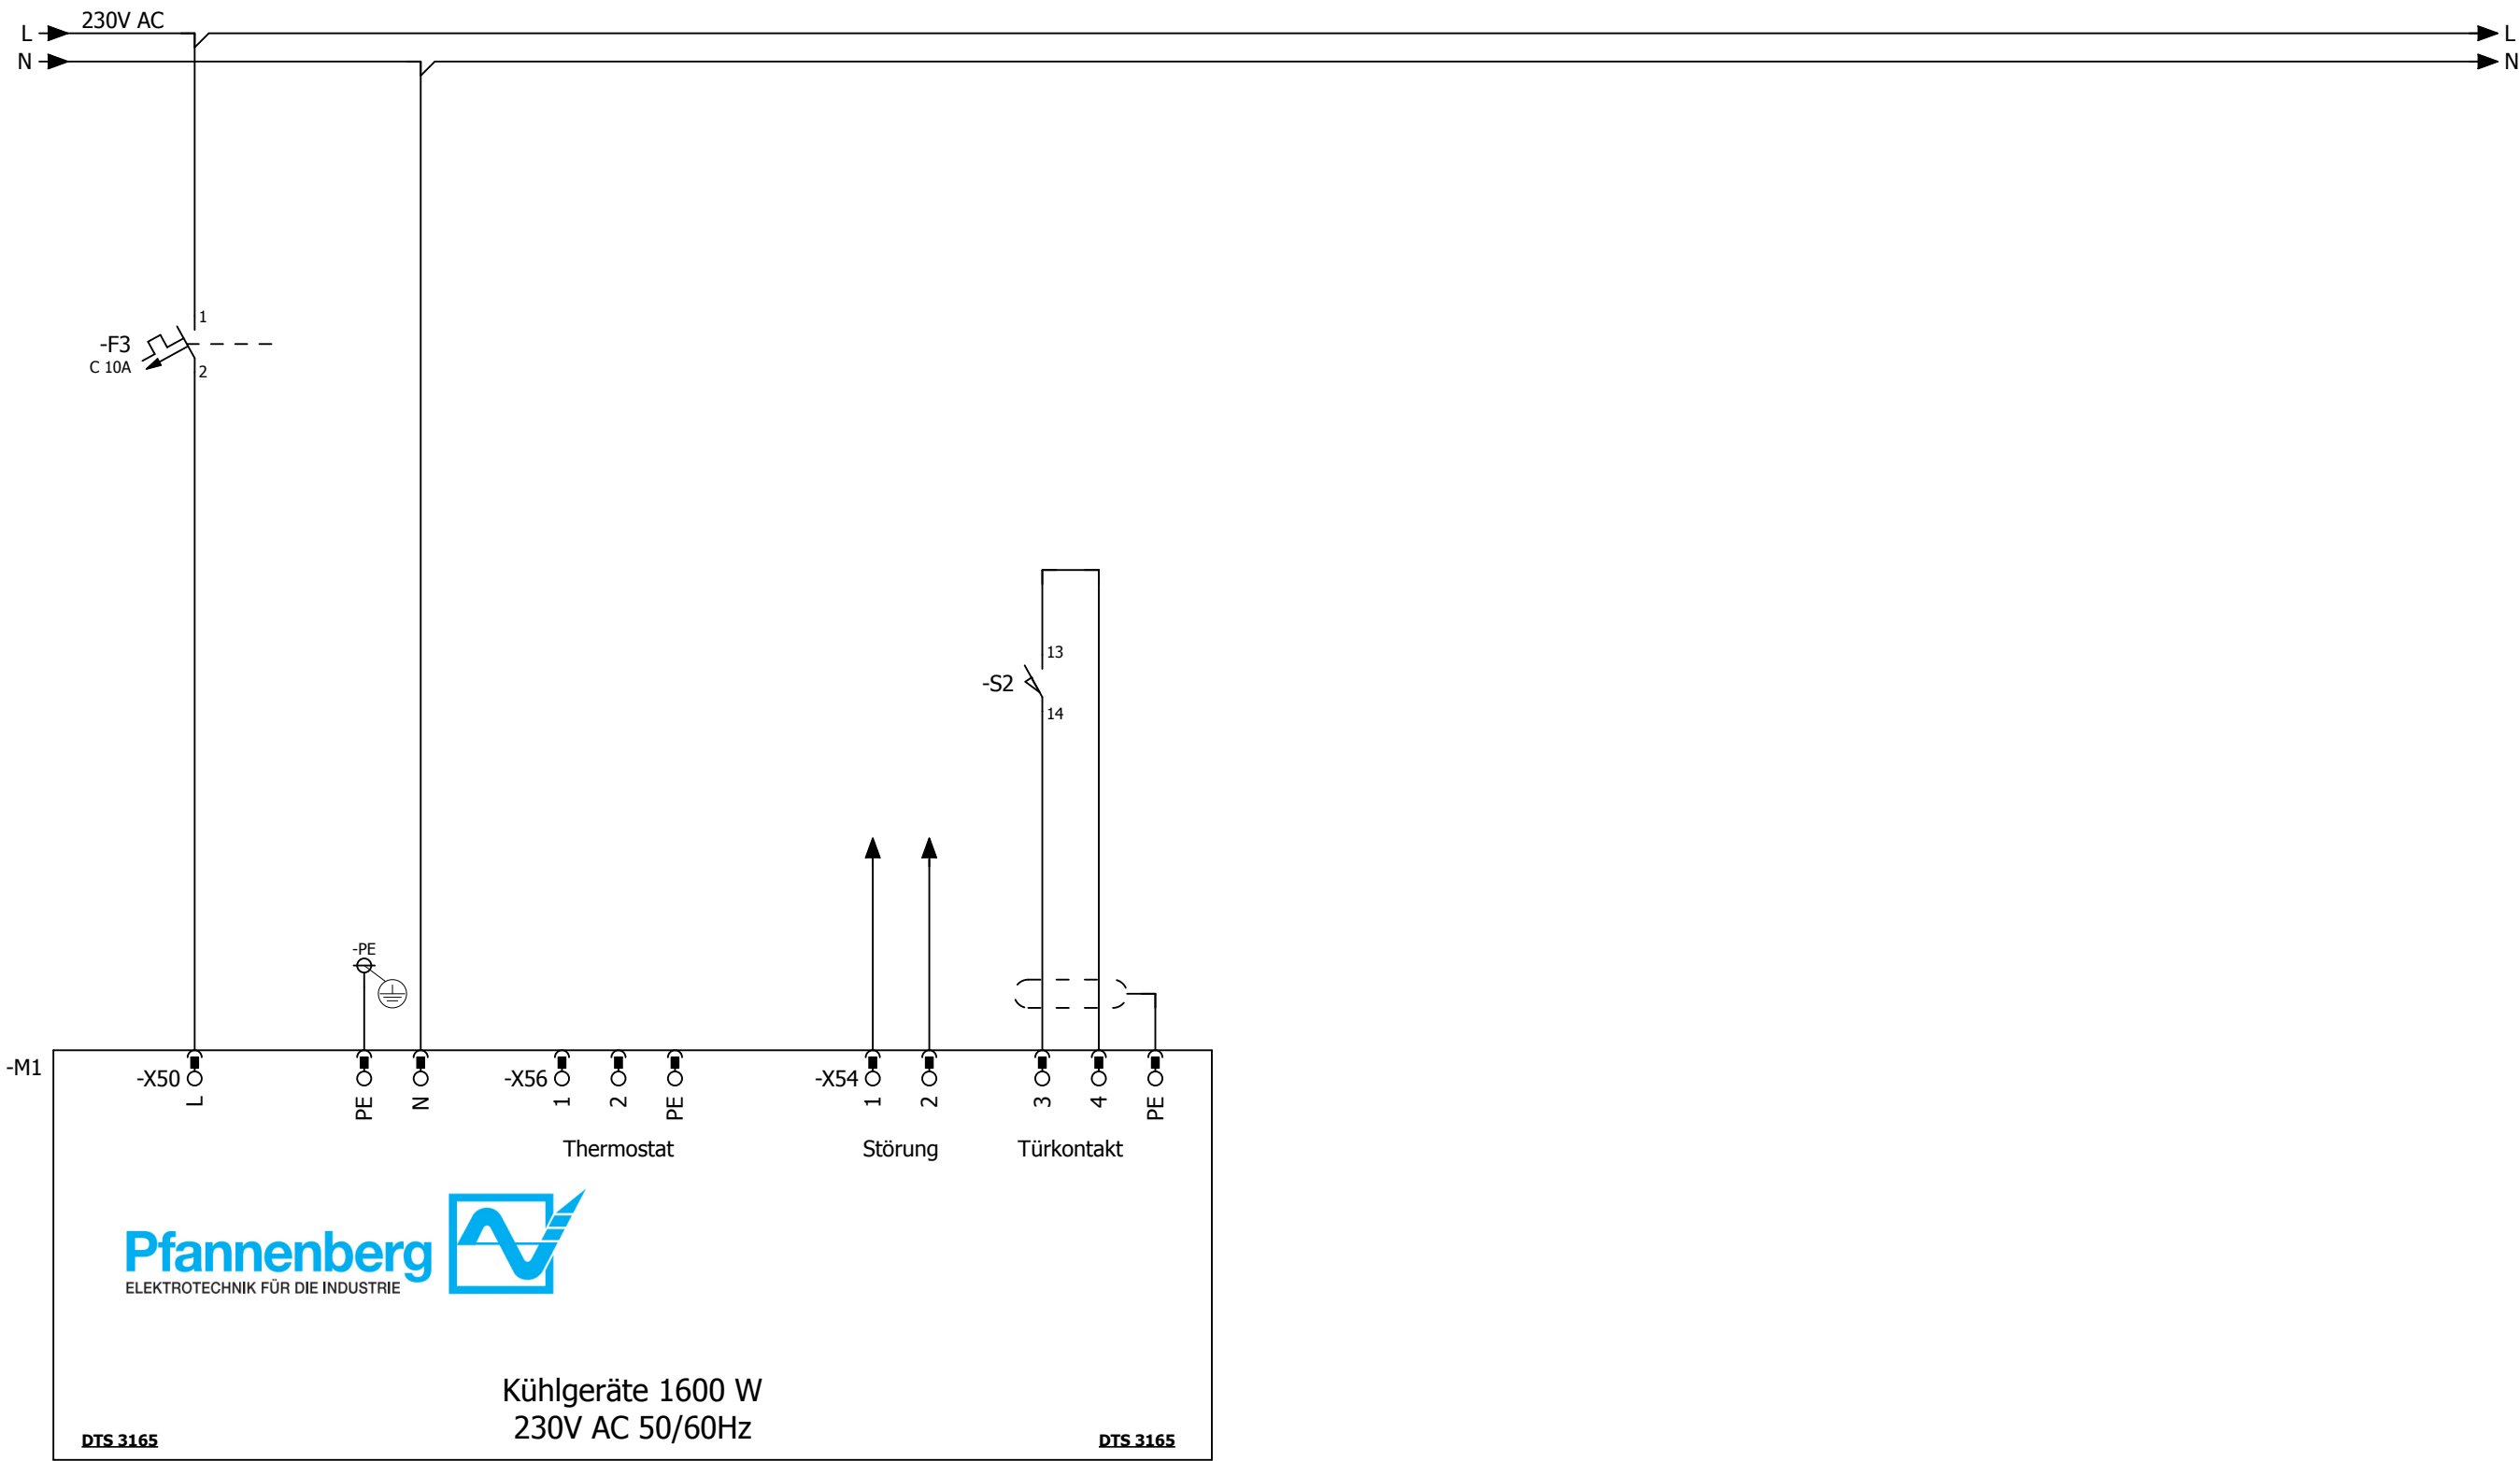 230V AC
L
L
N
N
1
-F3
C 10A
2
13
-S2
14
-PE
-M1
-X50
-X56
-X54
L
PE
N
1
2
PE
1
2
3
4
PE
Thermostat
Störung
Türkontakt
Pfannenberg
ELEKTROTECHNIK FÜR DIE INDUSTRIE
Kühlgeräte 1600 W
230V AC 50/60Hz
DTS 3165
DTS 3165